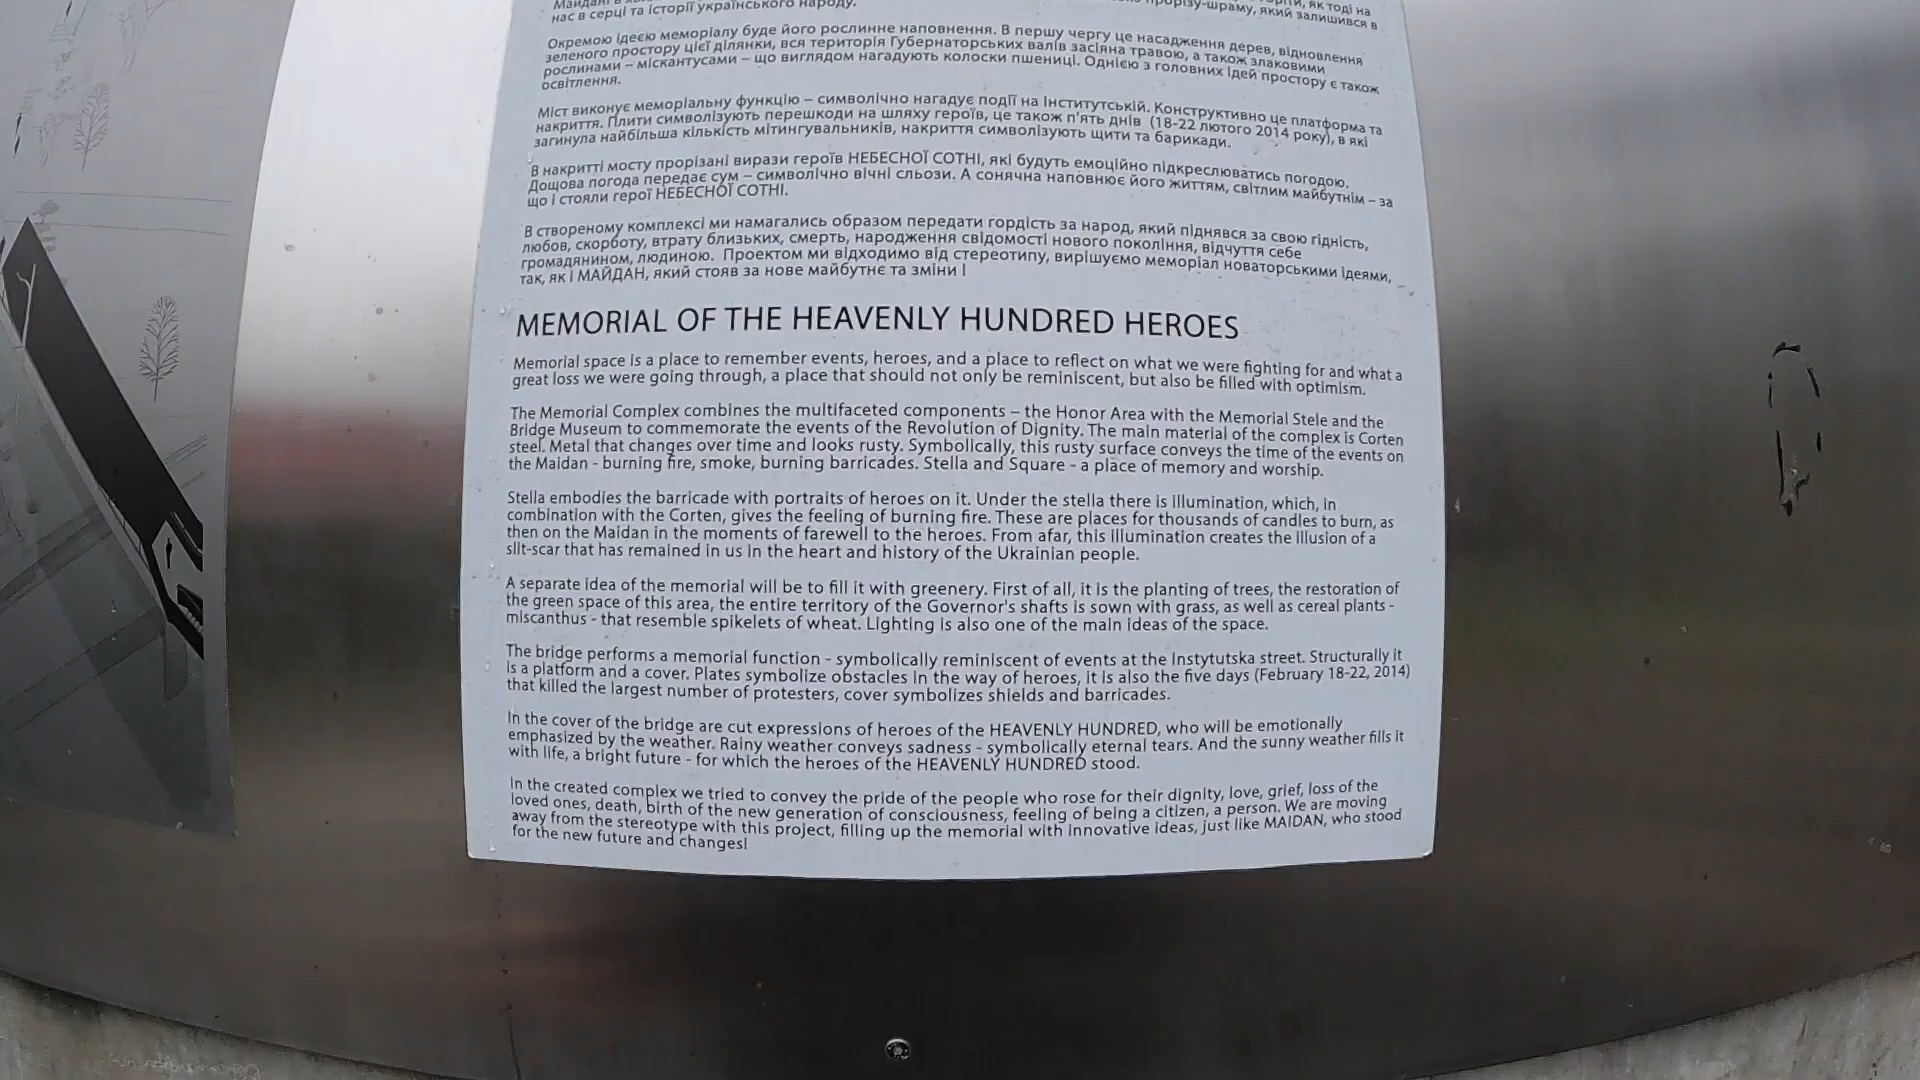 нас в серці та історії українського народу. прорізу-шраму, який залишився в
Окремою ідеєю меморіалу буде його рослинне наповнення. В першу чергу це насадження дерев, відновлення
зеленого простору цієї ділянки, вся територія Губернаторських валів засіяна травою, а також злаковими
рослинами – міскантусами – що виглядом нагадують колоски пшениці. Однією з головних ідей простору є також
освітлення.
Міст виконує меморіальну функцію – символічно нагадує події на Інститутській. Конструктивно це платформа та
накриття. Плити символізують перешкоди на шляху героїв, це також п'ять днів (18-22 лютого 2014 року), в які
загинула найбільша кількість мітингувальників, накриття символізують щити та барикади.
В накритті мосту прорізані вирази героїв НЕБЕСНОЇ СОТНІ, які будуть емоційно підкреслюватись погодою.
Дощова погода передає сум – символічно вічні сльози. А сонячна наповнює його життям, світлим майбутнім – за
що і стояли герої НЕБЕСНОЇ СОТНІ.
В створеному комплексі ми намагались образом передати гордість за народ, який піднявся за свою гідність,
любов, скорботу, втрату близьких, смерть, народження свідомості нового покоління, відчуття себе
громадянином, людиною. Проектом ми відходимо від стереотипу, вирішуємо меморіал новаторськими ідеями,
так, як і МАЙДАН, який стояв за нове майбутнє та зміни !
MEMORIAL OF THE HEAVENLY HUNDRED HEROES
Memorial space is a place to remember events, heroes, and a place to reflect on what we were fighting for and what a
great loss we were going through, a place that should not only be reminiscent, but also be filled with optimism.
The Memorial Complex combines the multifaceted components – the Honor Area with the Memorial Stele and the
Bridge Museum to commemorate the events of the Revolution of Dignity. The main material of the complex is Corten
steel. Metal that changes over time and looks rusty. Symbolically, this rusty surface conveys the time of the events on
the Maidan - burning fire, smoke, burning barricades. Stella and Square - a place of memory and worship.
Stella embodies the barricade with portraits of heroes on it. Under the stella there is illumination, which, in
combination with the Corten, gives the feeling of burning fire. These are places for thousands of candles to burn, as
then on the Maidan in the moments of farewell to the heroes. From afar, this illumination creates the illusion of a
slit-scar that has remained in us in the heart and history of the Ukrainian people.
A separate idea of the memorial will be to fill it with greenery. First of all, it is the planting of trees, the restoration of
the green space of this area, the entire territory of the Governor's shafts is sown with grass, as well as cereal plants -
miscanthus - that resemble spikelets of wheat. Lighting is also one of the main ideas of the space.
The bridge performs a memorial function - symbolically reminiscent of events at the Instytutska street. Structurally it
is a platform and a cover. Plates symbolize obstacles in the way of heroes, it is also the five days (February 18-22, 2014)
that killed the largest number of protesters, cover symbolizes shields and barricades.
In the cover of the bridge are cut expressions of heroes of the HEAVENLY HUNDRED, who will be emotionally
emphasized by the weather. Rainy weather conveys sadness - symbolically eternal tears. And the sunny weather fills it
with life, a bright future - for which the heroes of the HEAVENLY HUNDRED stood.
In the created complex we tried to convey the pride of the people who rose for their dignity, love, grief, loss of the
loved ones, death, birth of the new generation of consciousness, feeling of being a citizen, a person. We are moving
away from the stereotype with this project, filling up the memorial with innovative ideas, just like MAIDAN, who stood
for the new future and changes!